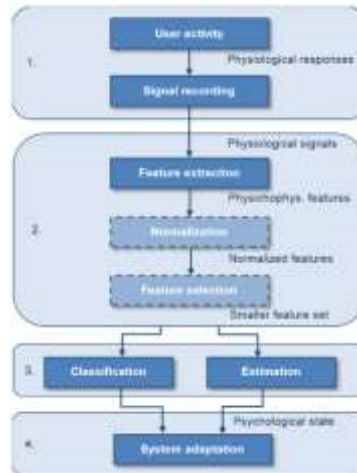 1.
User activity
Physiological responses
Signal recording
Physiological signals
Feature extraction
Physichophys. features
2.
Normalization
Normalized features
Feature selection
Smaller feature set
3.
Classification
Estimation
Psychological state
4.
System adaptation